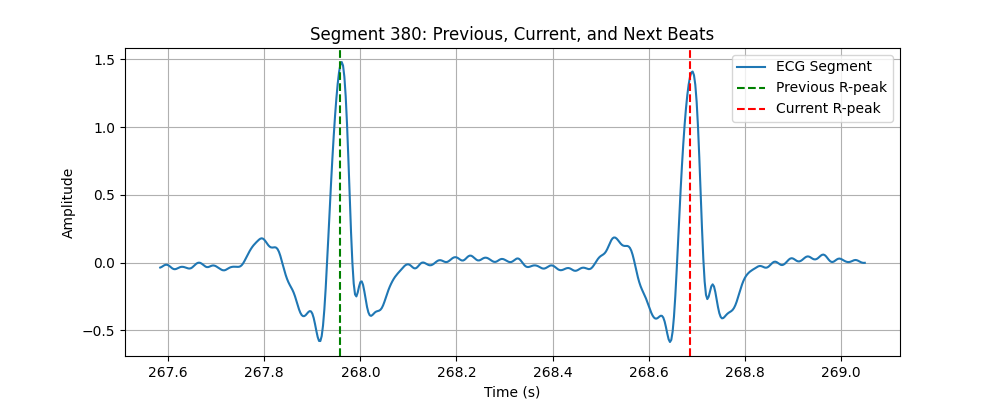 Segment 380: Previous, Current, and Next Beats
Amplitude
1.5
1.0
0.5
0.0
−0.5
ECG Segment
Previous R-peak
Current R-peak
267.6 267.8 268.0 268.2 268.4 268.6 268.8 269.0
Time (s)